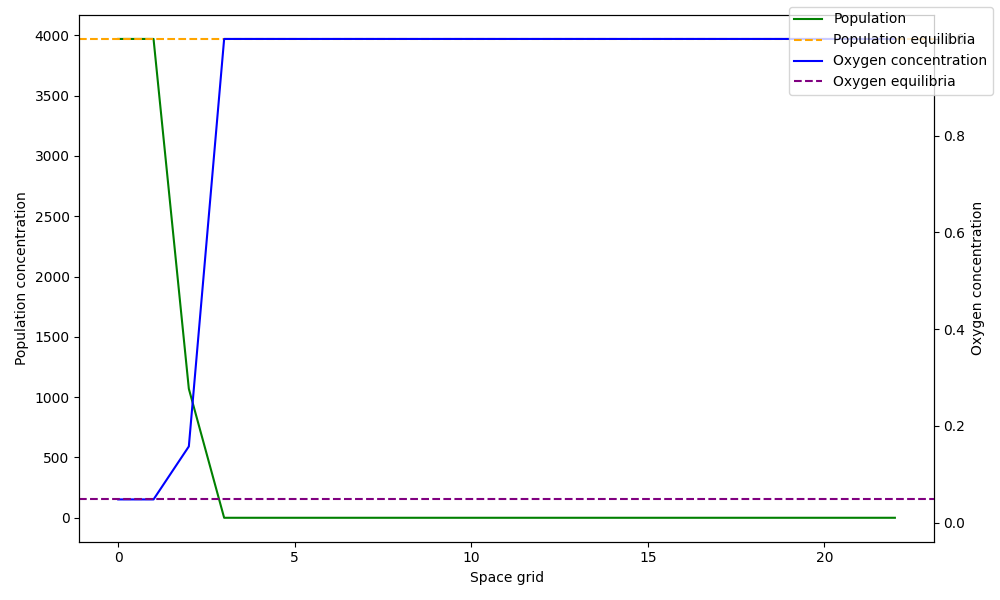 Population
Population equilibria
Oxygen concentration
Oxygen equilibria
4000
3500
3000
2500
2000
1500
1000
500
0
Population concentration
0.8
0.6
0.4
0.2
0.0
Oxygen concentration
0
5
10
15
20
Space grid